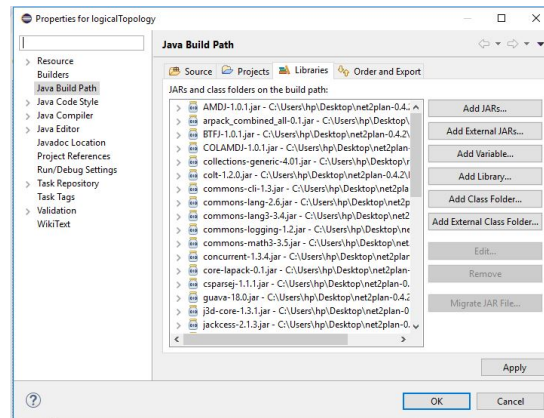 Properties for logicalTopology
Resource
Builders
Java Build Path
Java Code Style
Java Compiler
Java Editor
Javadoc Location
Project References
Run/Debug Settings
Task Repository
Task Tags
Validation
WikiText
Java Build Path
Source Projects Libraries Order and Export
JARs and class folders on the build path:
AMDJ-1.0.1.jar - C:\Users\hp\Desktop\net2plan-0.4.2
arpack_combined_all-0.1.jar - C:\Users\hp\Desktop\
BTFJ-1.0.1.jar - C:\Users\hp\Desktop\net2plan-0.4.2\
COLAMDJ-1.0.1.jar - C:\Users\hp\Desktop\net2plan-
collections-generic-4.01.jar - C:\Users\hp\Desktop\
colt-1.2.0.jar - C:\Users\hp\Desktop\net2plan-0.4.2\
commons-cli-1.3.jar - C:\Users\hp\Desktop\net2pla
commons-lang-2.6.jar - C:\Users\hp\Desktop\net2p
commons-lang3-3.4.jar - C:\Users\hp\Desktop\net2
commons-logging-1.2.jar - C:\Users\hp\Desktop\
commons-math3-3.5.jar - C:\Users\hp\Desktop\net
concurrent-1.3.4.jar - C:\Users\hp\Desktop\net2plan
core-lapack-0.1.jar - C:\Users\hp\Desktop\net2plan-
csparsej-1.1.1.jar - C:\Users\hp\Desktop\net2plan-0.
guava-18.0.jar - C:\Users\hp\Desktop\net2plan-0.4.2
j3d-core-1.3.1.jar - C:\Users\hp\Desktop\net2plan-0
jackcess-2.1.3.jar - C:\Users\hp\Desktop\net2plan-0.
Add JARs...
Add External JARs...
Add Variable...
Add Library...
Add Class Folder...
Add External Class Folder...
Edit...
Remove
Migrate JAR File...
Apply
OK Cancel